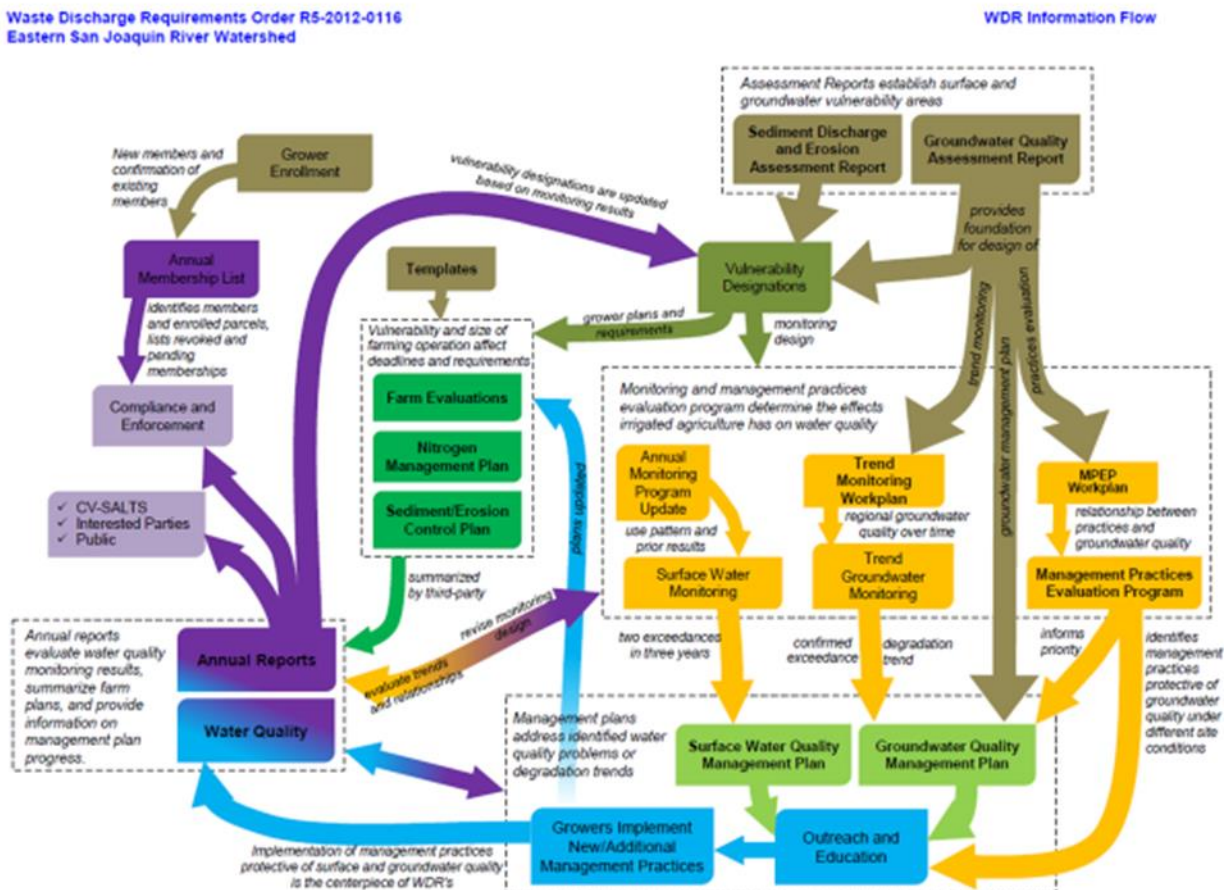 Waste Discharge Requirements Order R5-2012-0116
Eastern San Joaquin River Watershed
WDR Information Flow
Assessment Reports establish surface and
groundwater vulnerability areas
Sediment Discharge
and Erosion
Assessment Report
Groundwater Quality
Assessment Report
New members and
confirmation of
existing
members
Grower
Enrollment
vulnerability designations are updated
based on monitoring results
provides
foundation
for design of
Annual
Membership List
Templates
Vulnerability
Designations
identifies members
and enrolled parcels,
lists revoked and
pending
memberships
grower plans and
requirements
monitoring
design
trend monitoring
groundwater management plan
practices evaluation
Vulnerability and size of
farming operation affect
deadlines and requirements
Farm Evaluations
Nitrogen
Management Plan
Sediment/Erosion
Control Plan
Monitoring and management practices
evaluation program determine the effects
irrigated agriculture has on water quality
Compliance and
Enforcement
✓ CV-SALTS
✓ Interested Parties
✓ Public
plans updated
Annual
Monitoring
Program
Update
Trend
Monitoring
Workplan
MPEP
Workplan
use pattern and
prior results
regional groundwater
quality over time
relationship between
practices and
groundwater quality
Surface Water
Monitoring
Trend
Groundwater
Monitoring
Management Practices
Evaluation Program
summarized
by third-party
revise monitoring
design
evaluate trends
and relationships
Annual reports
evaluate water quality
monitoring results,
summarize farm
plans, and provide
information on
management plan
progress.
Annual Reports
Water Quality
two exceedances
in three years
confirmed
exceedance
degradation
trend
informs
priority
identifies
management
practices
protective of
groundwater
quality under
different site
conditions
Management plans
address identified water
quality problems or
degradation trends
Surface Water Quality
Management Plan
Groundwater Quality
Management Plan
Growers Implement
New/Additional
Management Practices
Outreach and
Education
Implementation of management practices
protective of surface and groundwater quality
is the centerpiece of WDR's